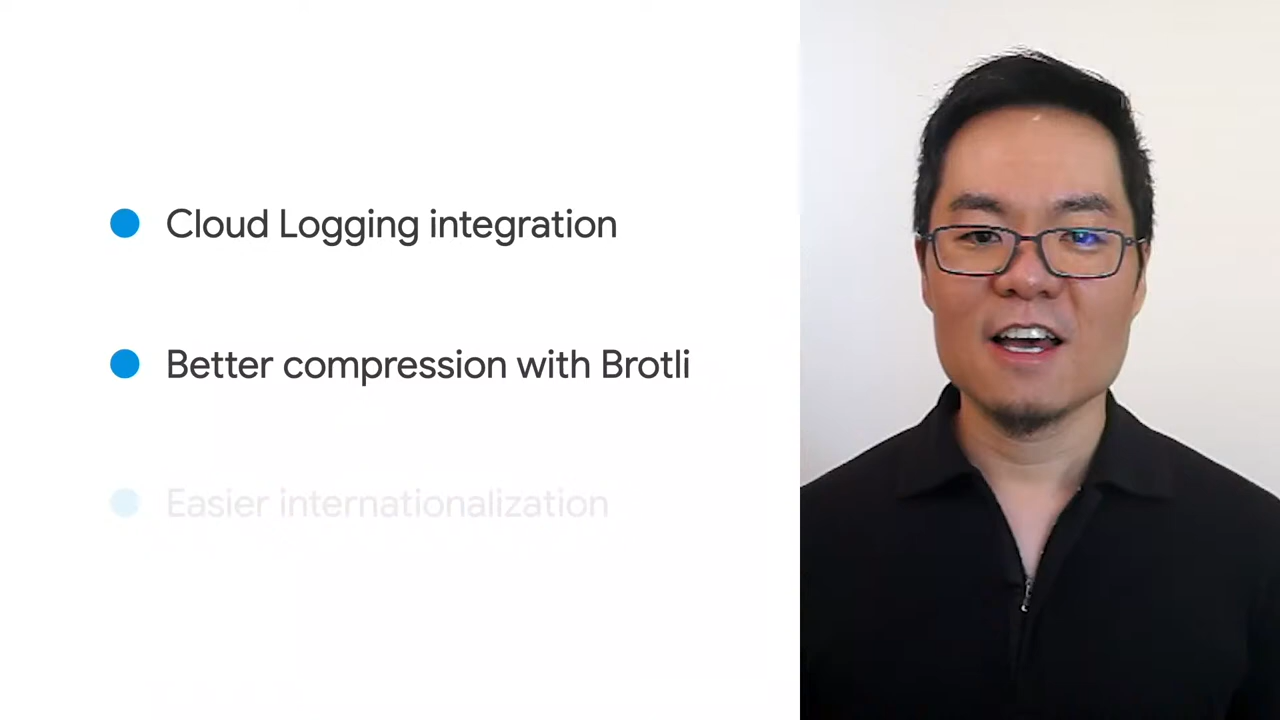 Cloud Logging integration
Better compression with Brotli
Easier internationalization